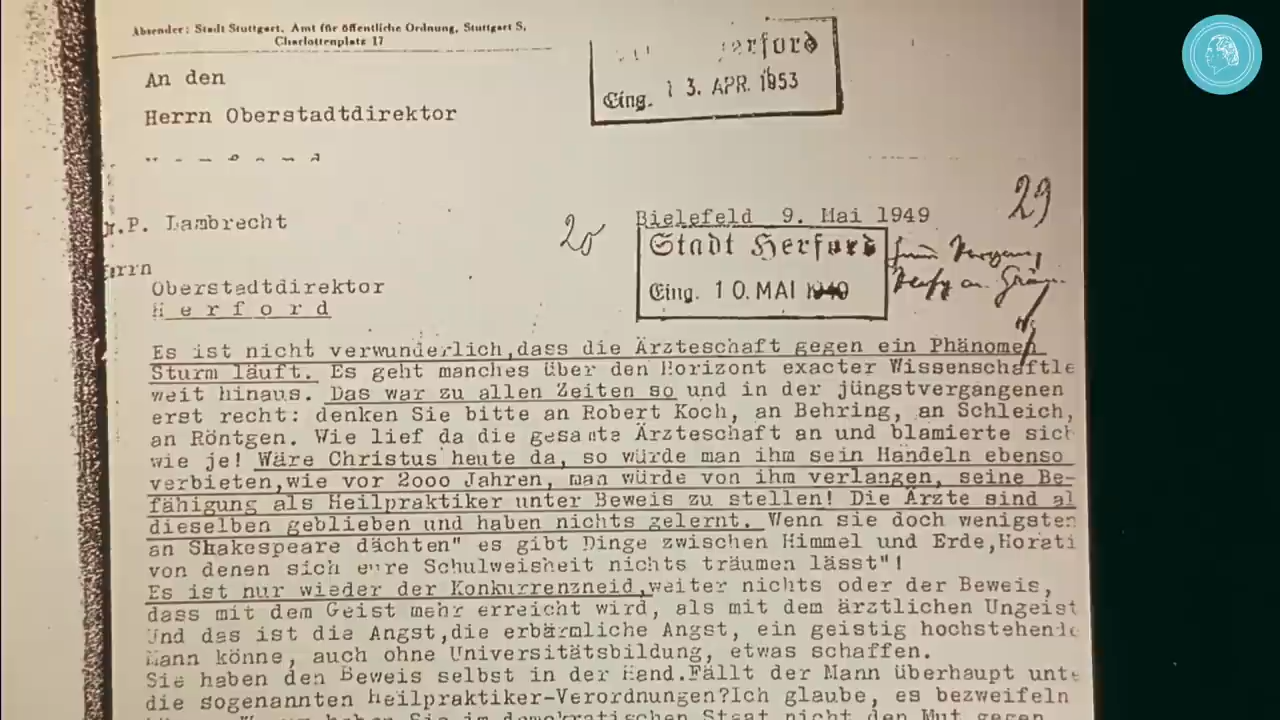 Absender: Stadt Stuttgart, Amt für öffentliche Ordnung, Stuttgart S,
Charlottenplatz 17
An den
Herrn Oberstadtdirektor
erford
Eing. 13. APR. 1953
P. Lambrecht
20
Bielefeld 9. Mai 1949
29
Stadt Herford
Eing. 10. MAI 1949
rrn
Oberstadtdirektor
Herford
Es ist nicht verwunderlich,dass die Ärzteschaft gegen ein Phänomen
Sturm läuft. Es geht manches über den Horizont exacter Wissenschaftle
weit hinaus. Das war zu allen Zeiten so und in der jüngstvergangenen
erst recht: denken Sie bitte an Robert Koch, an Behring, an Schleich,
an Röntgen. Wie lief da die gesamte Ärzteschaft an und blamierte sich
wie je! Wäre Christus heute da, so würde man ihm sein Handeln ebenso
verbieten,wie vor 2ooo Jahren, man würde von ihm verlangen, seine Be-
fähigung als Heilpraktiker unter Beweis zu stellen! Die Ärzte sind al
dieselben geblieben und haben nichts gelernt. Wenn sie doch wenigsten
an Shakespeare dächten" es gibt Dinge zwischen Himmel und Erde,Horati
von denen sich eure Schulweisheit nichts träumen lässt"!
Es ist nur wieder der Konkurrenzneid,weiter nichts oder der Beweis,
dass mit dem Geist mehr erreicht wird, als mit dem ärztlichen Ungeist
Und das ist die Angst,die erbärmliche Angst, ein geistig hochstehende
Mann könne, auch ohne Universitätsbildung, etwas schaffen.
Sie haben den Beweis selbst in der Hand.Fällt der Mann überhaupt unte
die sogenannten Heilpraktiker-Verordnungen?Ich glaube, es bezweifeln
haben Sie im demokratischen Staat nicht den Mut gegen